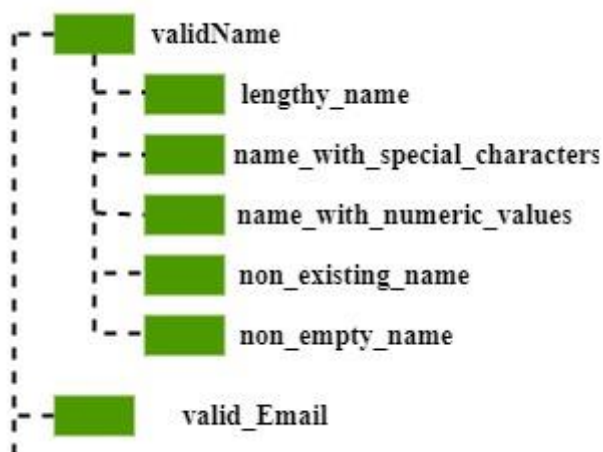 validName
lengthy_name
name_with_special_characters
name_with_numeric_values
non_existing_name
non_empty_name
valid_Email